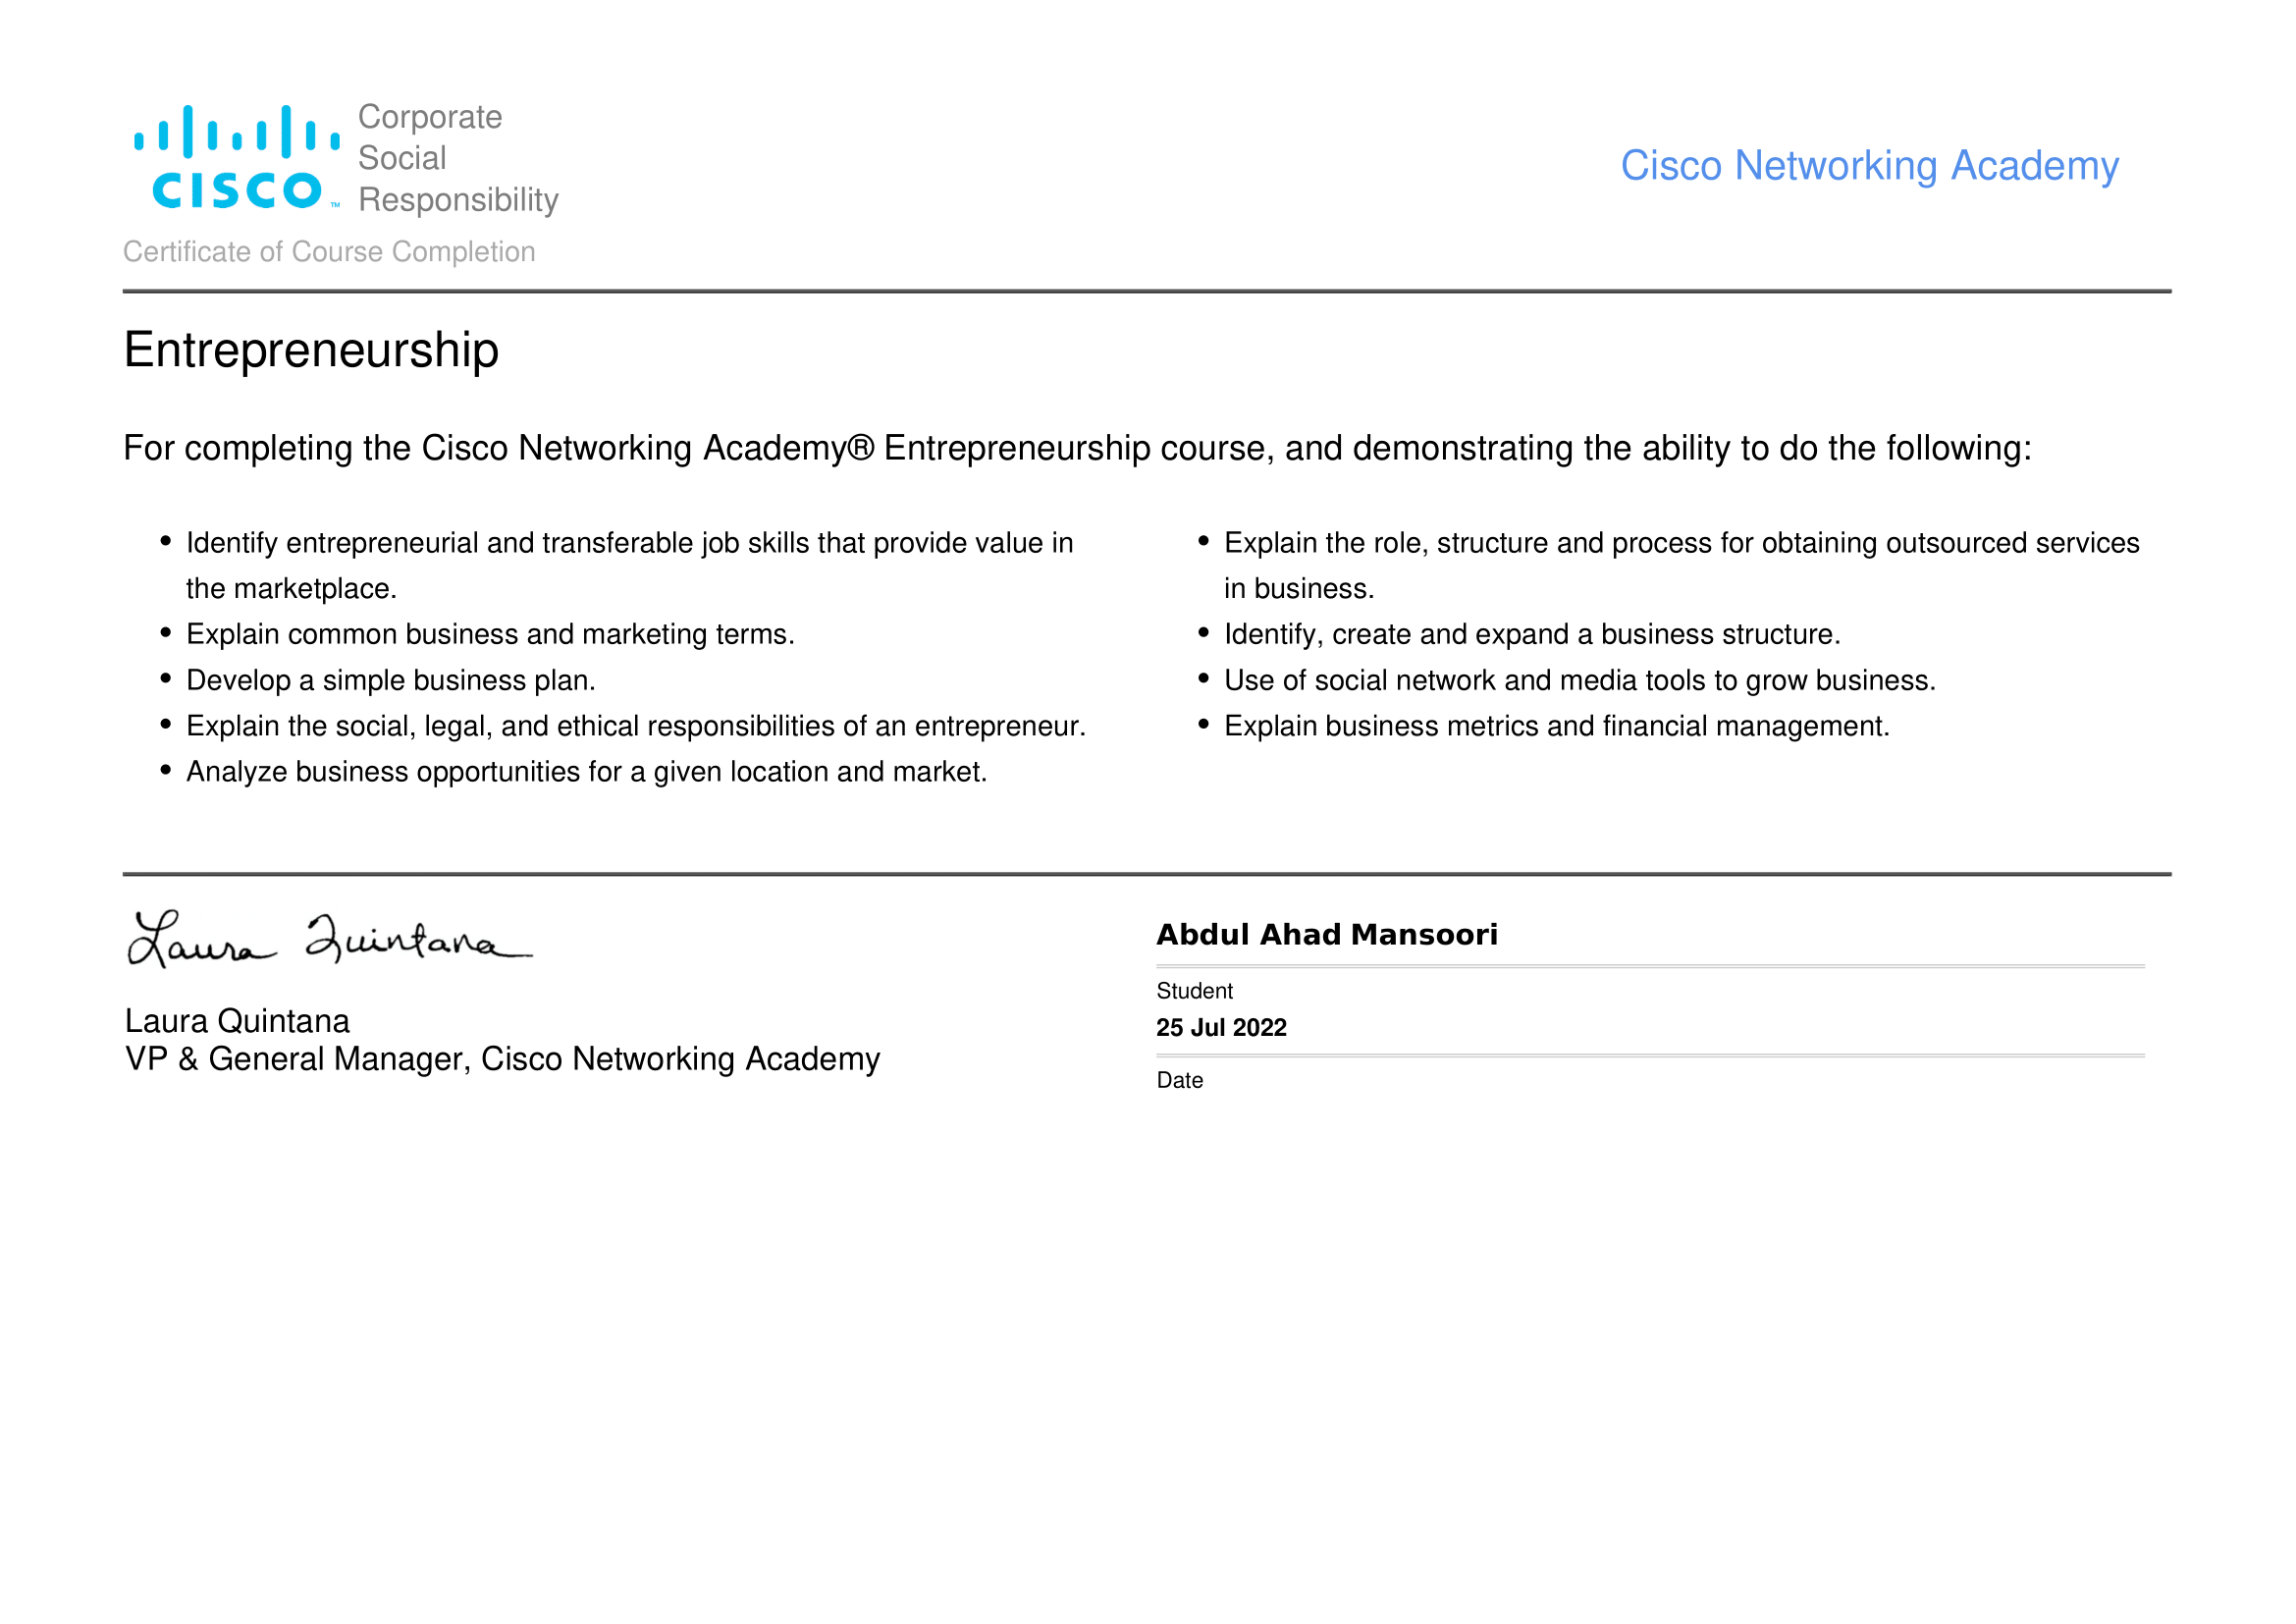 CISCO
™
Corporate
Social
Responsibility
Cisco Networking Academy
Certificate of Course Completion
Entrepreneurship
For completing the Cisco Networking Academy® Entrepreneurship course, and demonstrating the ability to do the following:
• Identify entrepreneurial and transferable job skills that provide value in
the marketplace.
• Explain common business and marketing terms.
• Develop a simple business plan.
• Explain the social, legal, and ethical responsibilities of an entrepreneur.
• Analyze business opportunities for a given location and market.
• Explain the role, structure and process for obtaining outsourced services
in business.
• Identify, create and expand a business structure.
• Use of social network and media tools to grow business.
• Explain business metrics and financial management.
Laura Quintana
Laura Quintana
VP & General Manager, Cisco Networking Academy
Abdul Ahad Mansoori
Student
25 Jul 2022
Date